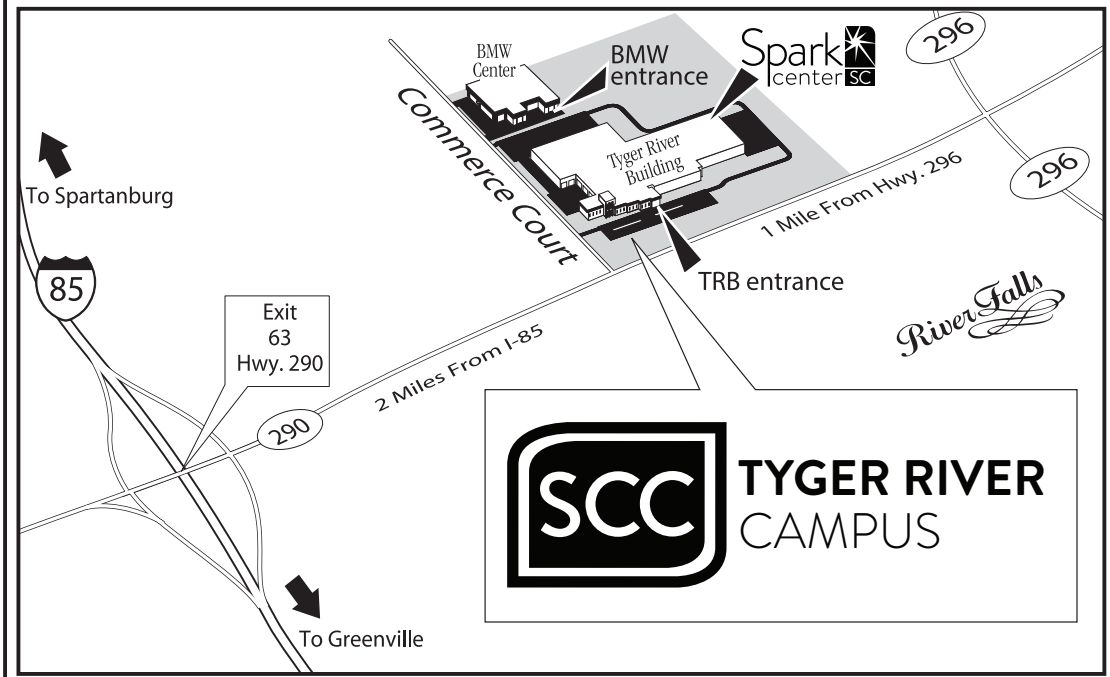 296
BMW
Center
BMW
entrance
Spark
center SC
Commerce Court
Tyger River
Building
To Spartanburg
296
1 Mile From Hwy. 296
85
TRB entrance
River Falls
Exit
63
Hwy. 290
2 Miles From I-85
290
SCC
TYGER RIVER
CAMPUS
To Greenville